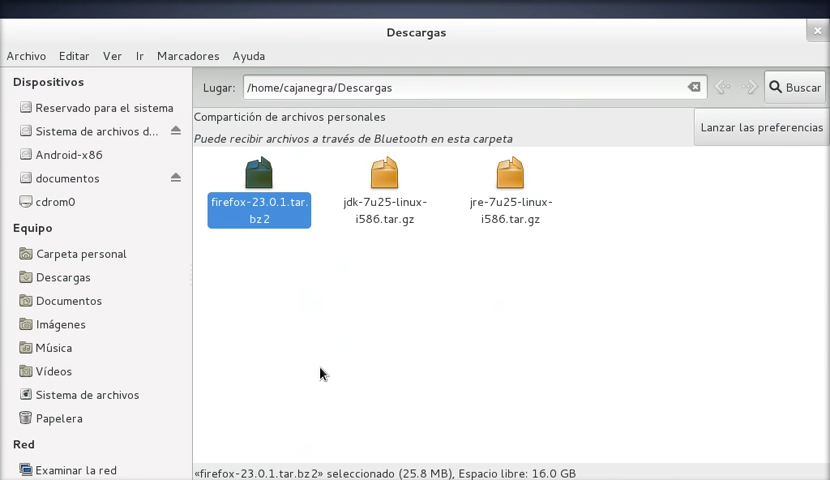 Descargas
Archivo Editar Ver Ir Marcadores Ayuda
Dispositivos
Reservado para el sistema
Sistema de archivos d...
Android-x86
documentos
cdrom0
Equipo
Carpeta personal
Descargas
Documentos
Imágenes
Música
Vídeos
Sistema de archivos
Papelera
Red
Examinar la red
Lugar: /home/cajanegra/Descargas Buscar
Compartición de archivos personales
Puede recibir archivos a través de Bluetooth en esta carpeta
Lanzar las preferencias
firefox-23.0.1.tar.
bz2
jdk-7u25-linux-
i586.tar.gz
jre-7u25-linux-
i586.tar.gz
«firefox-23.0.1.tar.bz2» seleccionado (25.8 MB), Espacio libre: 16.0 GB